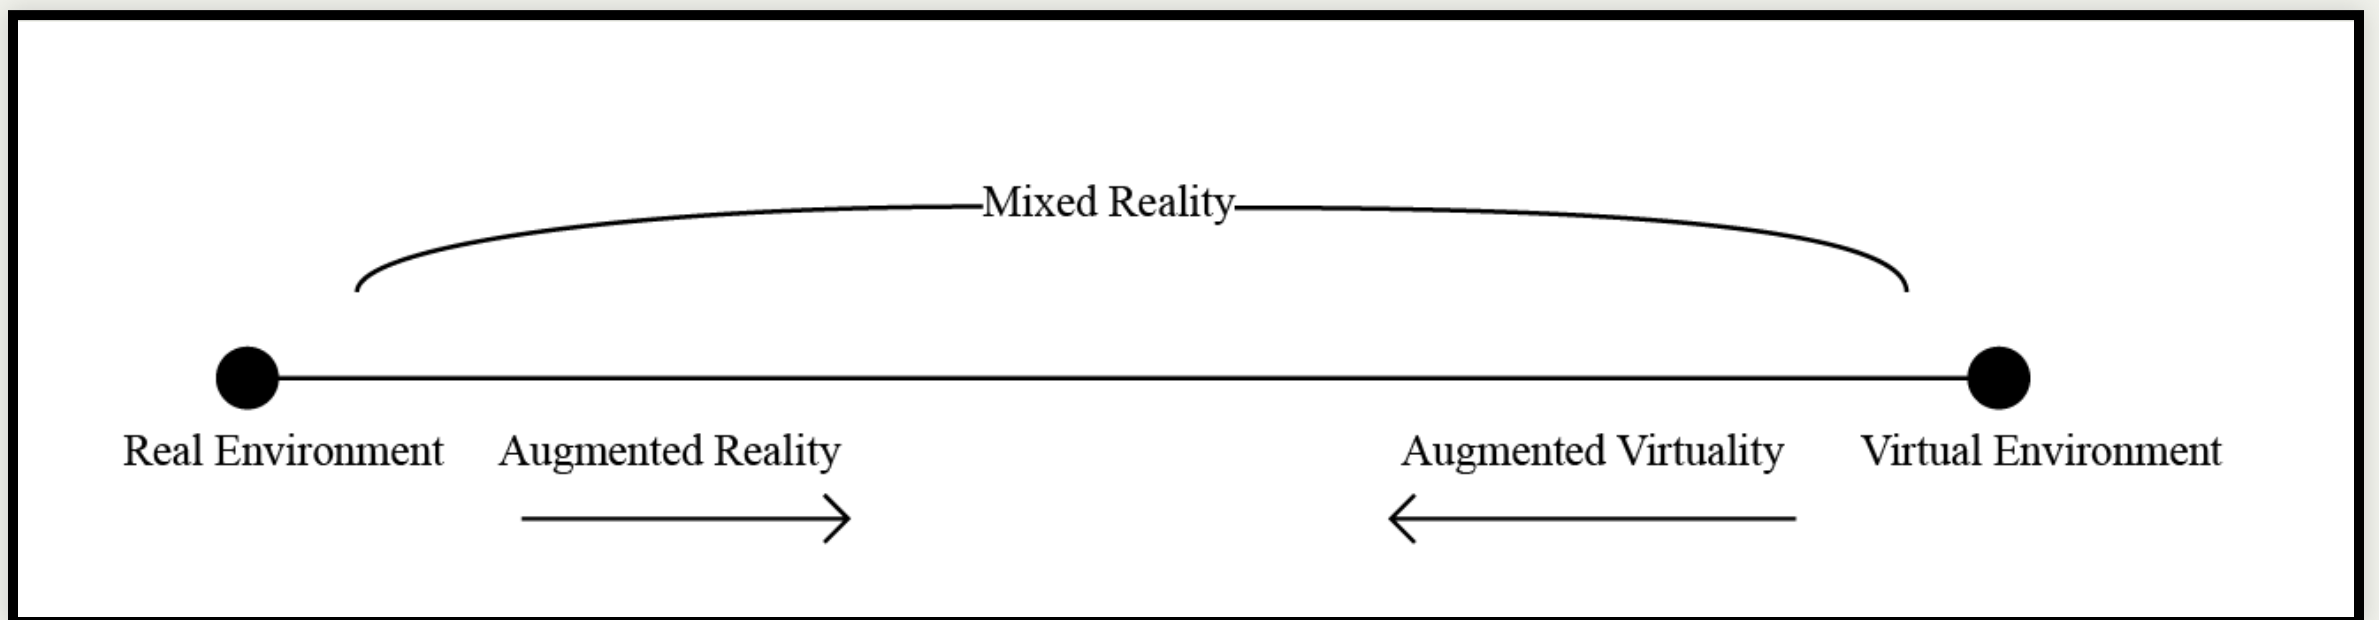 Mixed Reality
Real Environment
Augmented Reality
Augmented Virtuality
Virtual Environment